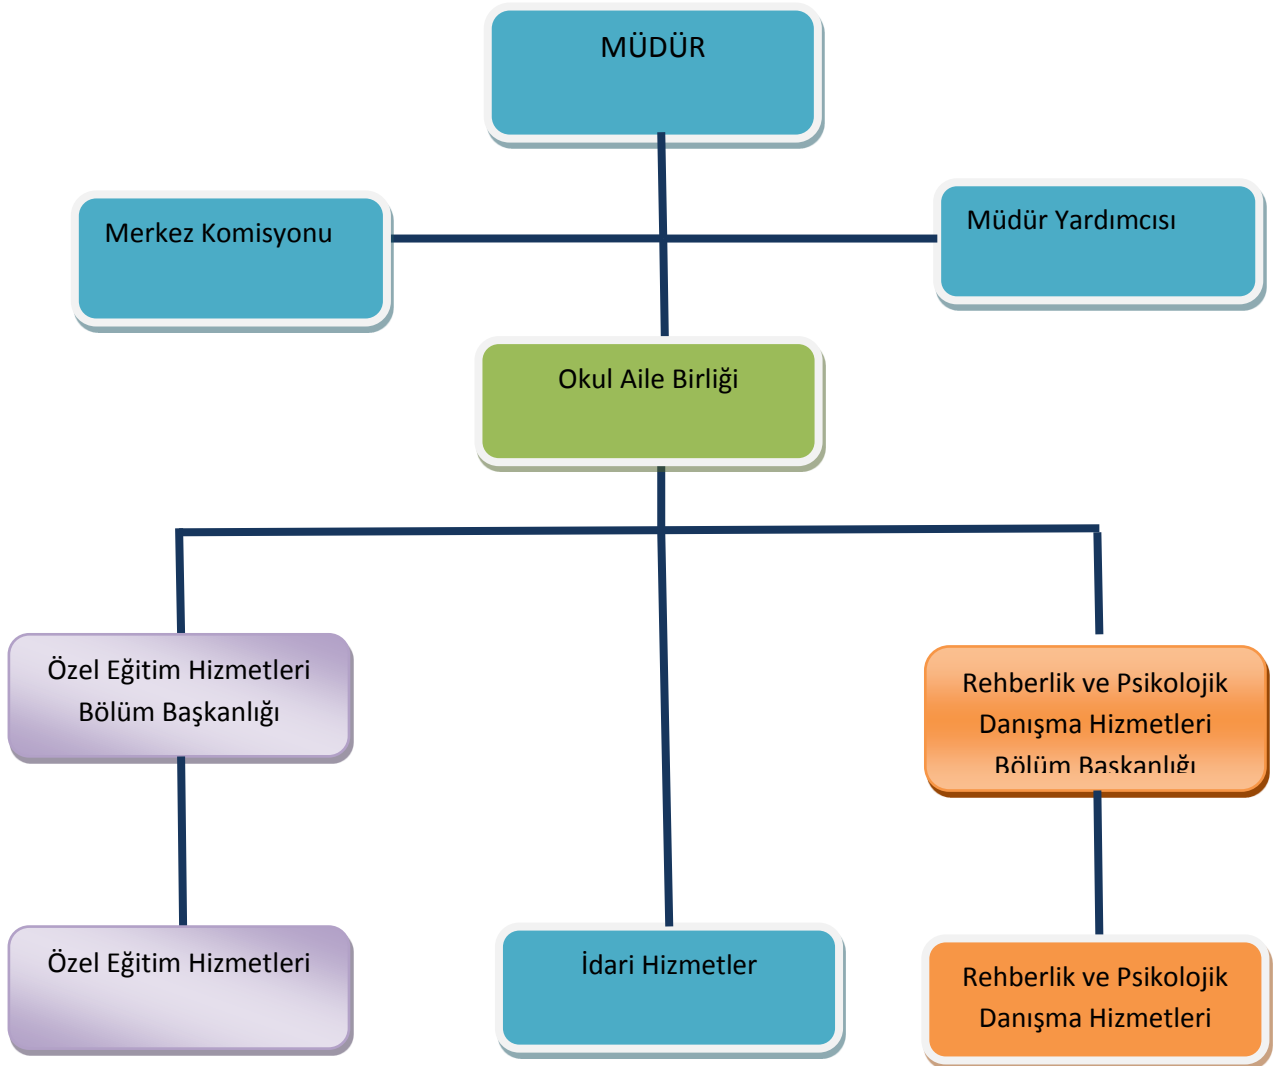 MÜDÜR
Merkez Komisyonu
Müdür Yardımcısı
Okul Aile Birliği
Özel Eğitim Hizmetleri
Bölüm Başkanlığı
Rehberlik ve Psikolojik
Danışma Hizmetleri
Bölüm Başkanlığı
Özel Eğitim Hizmetleri
İdari Hizmetler
Rehberlik ve Psikolojik
Danışma Hizmetleri